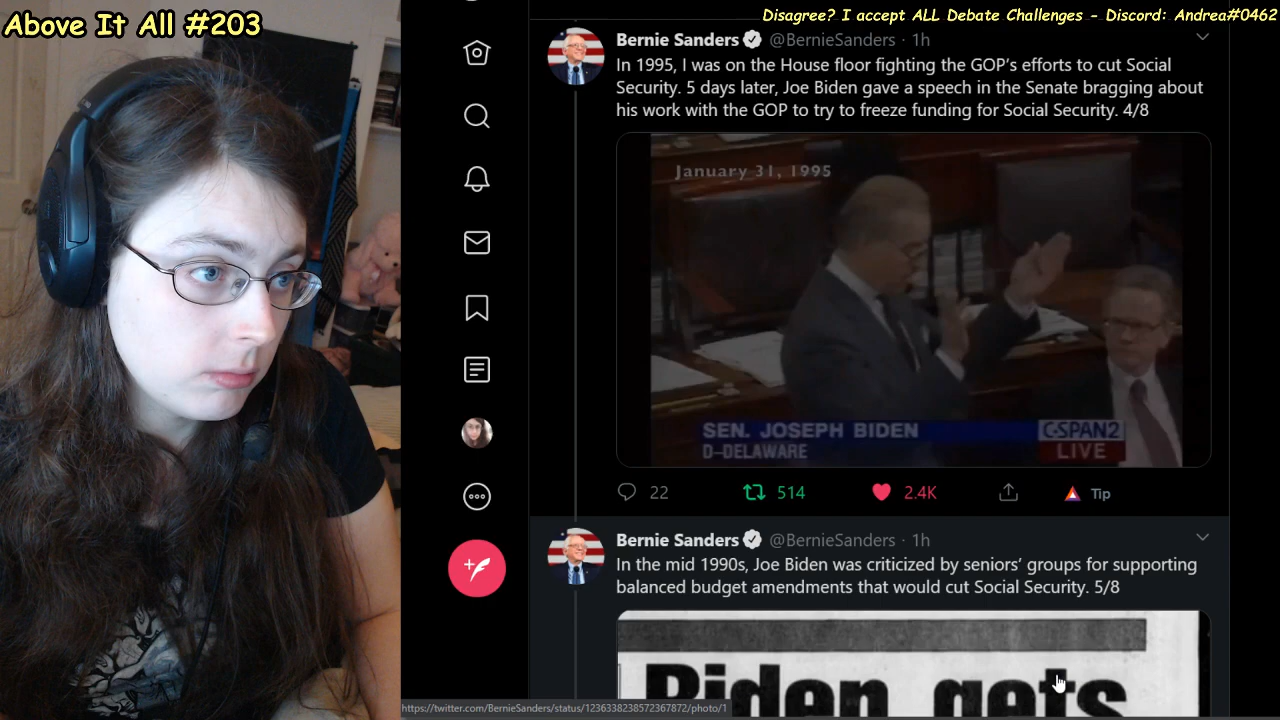 Above It All #203
Disagree? I accept ALL Debate Challenges - Discord: Andrea#0462
Bernie Sanders @BernieSanders · 1h
In 1995, I was on the House floor fighting the GOP's efforts to cut Social
Security. 5 days later, Joe Biden gave a speech in the Senate bragging about
his work with the GOP to try to freeze funding for Social Security. 4/8
January 31, 1995
SEN. JOSEPH BIDEN
D-DELAWARE
C-SPAN2
LIVE
22 514 2.4K Tip
Bernie Sanders @BernieSanders · 1h
In the mid 1990s, Joe Biden was criticized by seniors' groups for supporting
balanced budget amendments that would cut Social Security. 5/8
Biden gets
https://twitter.com/BernieSanders/status/1236338238572367872/photo/1